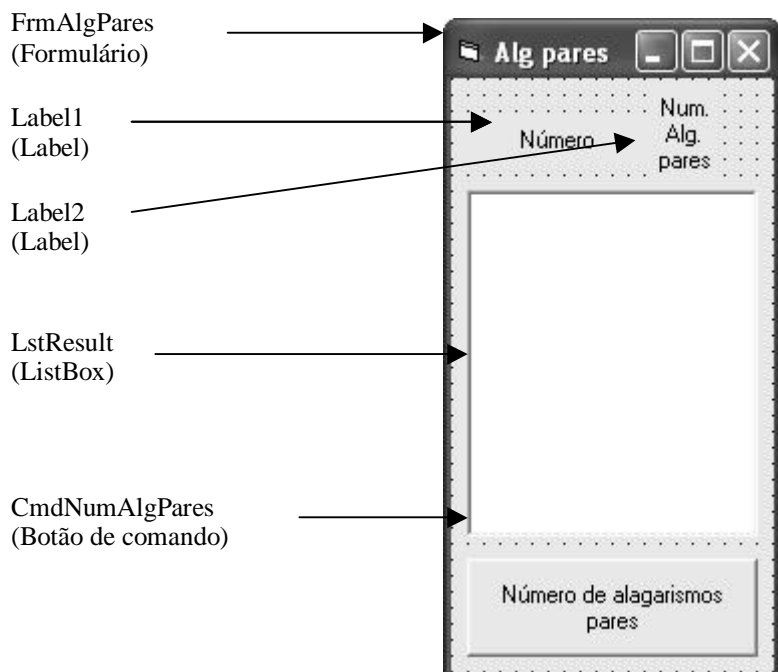 FrmAlgPares
(Formulário)
Alg pares
Label1
(Label)
Número
Num.
Alg.
pares
Label2
(Label)
LstResult
(ListBox)
CmdNumAlgPares
(Botão de comando)
Número de alagarismos
pares